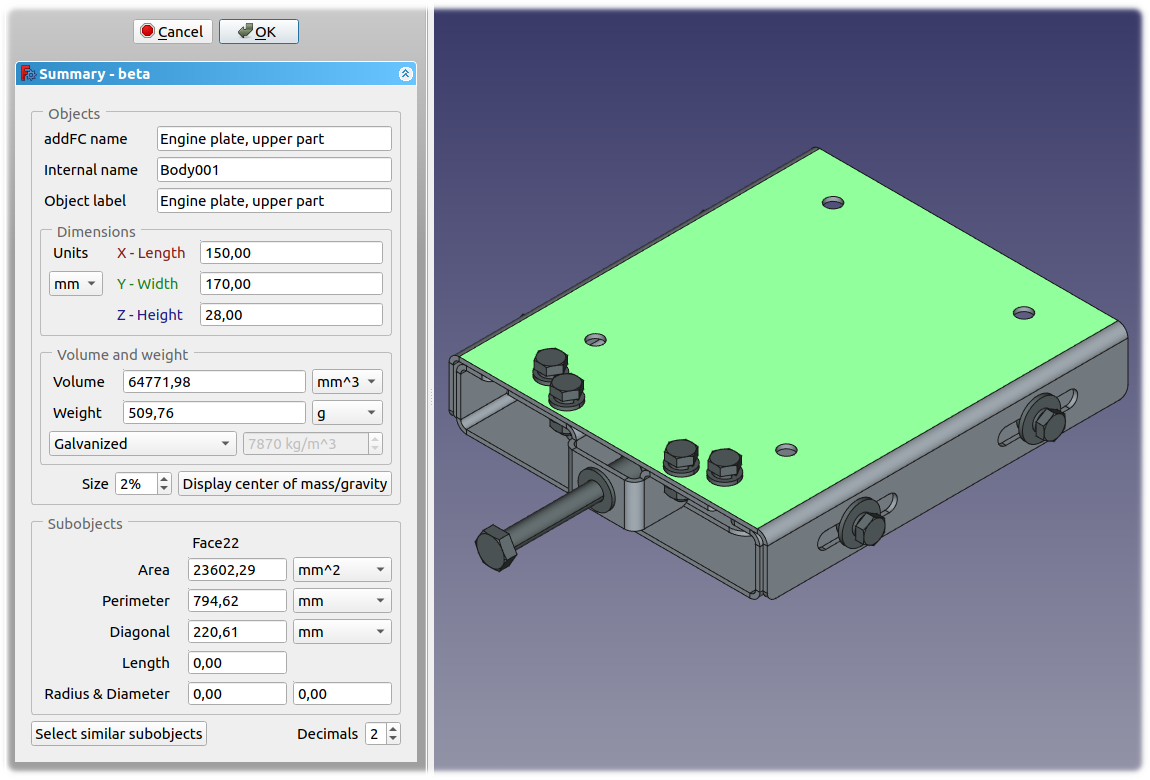 Cancel OK
Summary - beta
Objects
addFC name Engine plate, upper part
Internal name Body001
Object label Engine plate, upper part
Dimensions
Units X - Length 150,00
mm Y - Width 170,00
Z - Height 28,00
Volume and weight
Volume 64771,98 mm^3
Weight 509,76 g
Galvanized 7870 kg/m^3
Size 2% Display center of mass/gravity
Subobjects
Face22
Area 23602,29 mm^2
Perimeter 794,62 mm
Diagonal 220,61 mm
Length 0,00
Radius & Diameter 0,00 0,00
Select similar subobjects Decimals 2